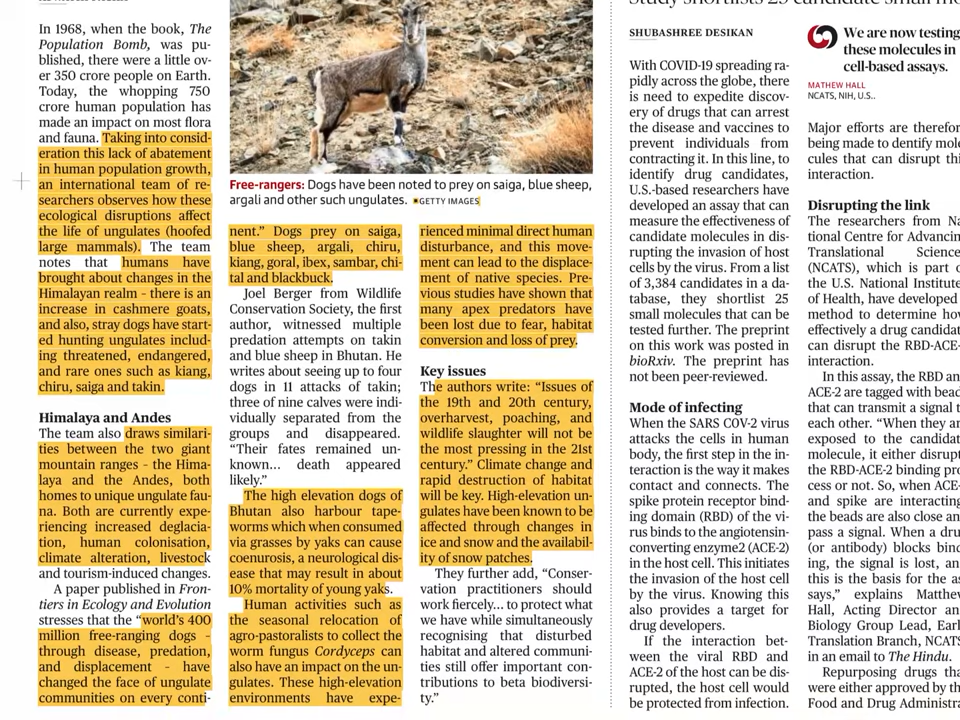 In 1968, when the book, The
Population Bomb, was pu-
blished, there were a little ov-
er 350 crore people on Earth.
Today, the whopping 750
crore human population has
made an impact on most flora
and fauna. Taking into consid-
eration this lack of abatement
in human population growth,
an international team of re-
searchers observes how these
ecological disruptions affect
the life of ungulates (hoofed
large mammals). The team
notes that humans have
brought about changes in the
Himalayan realm - there is an
increase in cashmere goats,
and also, stray dogs have start-
ed hunting ungulates includ-
ing threatened, endangered,
and rare ones such as kiang,
chiru, saiga and takin.
Himalaya and Andes
The team also draws similari-
ties between the two giant
mountain ranges - the Hima-
laya and the Andes, both
homes to unique ungulate fau-
na. Both are currently expe-
riencing increased deglacia-
tion, human colonisation,
climate alteration, livestock
and tourism-induced changes.
A paper published in Fron-
tiers in Ecology and Evolution
stresses that the “world’s 400
million free-ranging dogs -
through disease, predation,
and displacement - have
changed the face of ungulate
communities on every conti-
Free-rangers: Dogs have been noted to prey on saiga, blue sheep,
argali and other such ungulates. GETTY IMAGES
nent.” Dogs prey on saiga,
blue sheep, argali, chiru,
kiang, goral, ibex, sambar, chi-
tal and blackbuck.
Joel Berger from Wildlife
Conservation Society, the first
author, witnessed multiple
predation attempts on takin
and blue sheep in Bhutan. He
writes about seeing up to four
dogs in 11 attacks of takin;
three of nine calves were indi-
vidually separated from the
groups and disappeared.
“Their fates remained un-
known... death appeared
likely.”
The high elevation dogs of
Bhutan also harbour tape-
worms which when consumed
via grasses by yaks can cause
coenurosis, a neurological dis-
ease that may result in about
10% mortality of young yaks.
Human activities such as
the seasonal relocation of
agro-pastoralists to collect the
worm fungus Cordyceps can
also have an impact on the un-
gulates. These high-elevation
environments have expe-
rienced minimal direct human
disturbance, and this move-
ment can lead to the displace-
ment of native species. Pre-
vious studies have shown that
many apex predators have
been lost due to fear, habitat
conversion and loss of prey.
Key issues
The authors write: “Issues of
the 19th and 20th century,
overharvest, poaching, and
wildlife slaughter will not be
the most pressing in the 21st
century.” Climate change and
rapid destruction of habitat
will be key. High-elevation un-
gulates have been known to be
affected through changes in
ice and snow and the availabil-
ity of snow patches.
They further add, “Conser-
vation practitioners should
work fiercely... to protect what
we have while simultaneously
recognising that disturbed
habitat and altered communi-
ties still offer important con-
tributions to beta biodiversi-
ty.”
SHUBASHREE DESIKAN
With COVID-19 spreading ra-
pidly across the globe, there
is need to expedite discov-
ery of drugs that can arrest
the disease and vaccines to
prevent individuals from
contracting it. In this line, to
identify drug candidates,
U.S.-based researchers have
developed an assay that can
measure the effectiveness of
candidate molecules in dis-
rupting the invasion of host
cells by the virus. From a list
of 3,384 candidates in a da-
tabase, they shortlist 25
small molecules that can be
tested further. The preprint
on this work was posted in
bioRxiv. The preprint has
not been peer-reviewed.
Mode of infecting
When the SARS COV-2 virus
attacks the cells in human
body, the first step in the in-
teraction is the way it makes
contact and connects. The
spike protein receptor bind-
ing domain (RBD) of the vi-
rus binds to the angiotensin-
converting enzyme2 (ACE-2)
in the host cell. This initiates
the invasion of the host cell
by the virus. Knowing this
also provides a target for
drug developers.
If the interaction bet-
ween the viral RBD and
ACE-2 of the host can be dis-
rupted, the host cell would
be protected from infection.
We are now testing
these molecules in
cell-based assays.
MATHEW HALL
NCATS, NIH, U.S..
Major efforts are therefor
being made to dentify mole
cules that can disrupt thi
interaction.
Disrupting the link
The researchers from Na
tional Centre for Advancin
Translational Science
(NCATS), which is part o
the U.S. National Institute
of Health, have developed
method to determine how
effectively a drug candidat
can disrupt the RBD-ACE-
interaction.
In this assay, the RBD an
ACE-2 are tagged with bead
that can transmit a signal t
each other. “When they ar
exposed to the candidat
molecule, it either disrupt
the RBD-ACE-2 binding pro
cess or not. So, when ACE-
and spike are interacting
the beads are also close an
pass a signal. When a dru
(or antibody) blocks bind
ing, the signal is lost, an
this is the basis for the as
says,” explains Matthew
Hall, Acting Director an
Biology Group Lead, Earl
Translation Branch, NCATS
in an email to The Hindu.
Repurposing drugs tha
were either approved by th
Food and Drug Administra